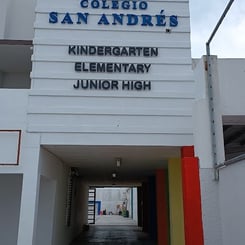 COLEGIO
SAN ANDRÉS
KINDERGARTEN
ELEMENTARY
JUNIOR HIGH